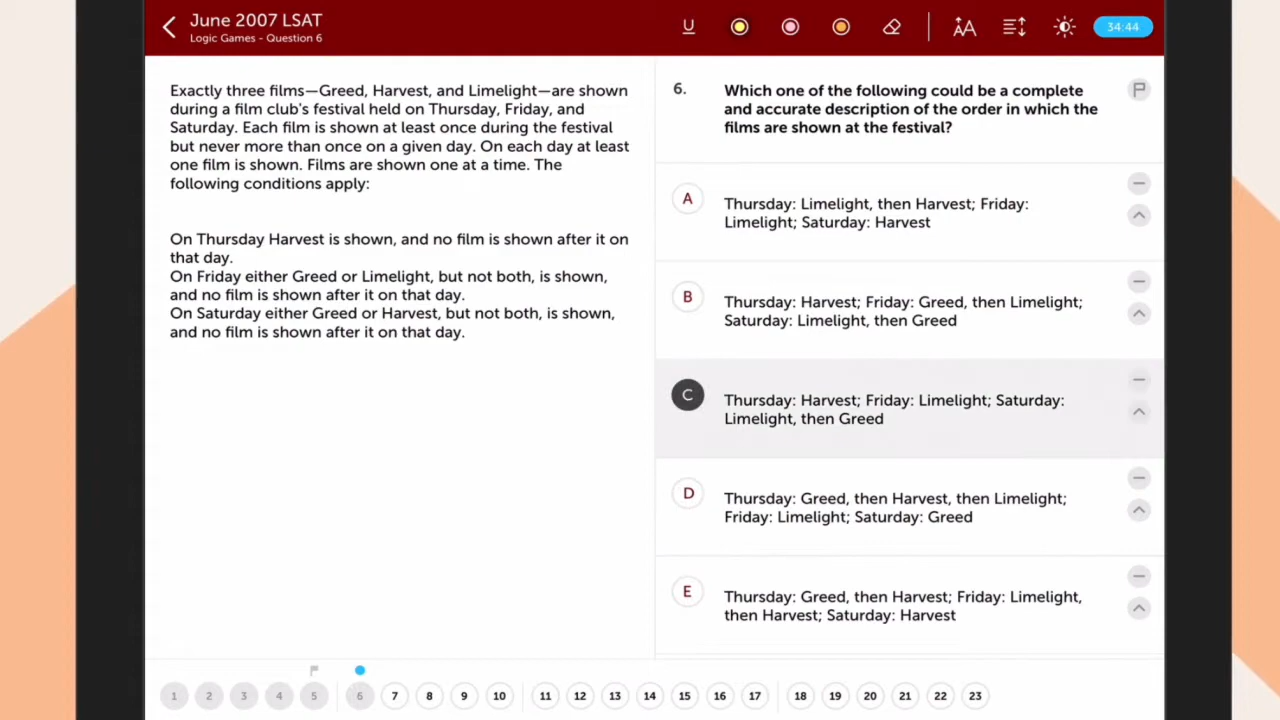 June 2007 LSAT
Logic Games - Question 6
U
AA
34:44
Exactly three films—Greed, Harvest, and Limelight—are shown
during a film club's festival held on Thursday, Friday, and
Saturday. Each film is shown at least once during the festival
but never more than once on a given day. On each day at least
one film is shown. Films are shown one at a time. The
following conditions apply:
On Thursday Harvest is shown, and no film is shown after it on
that day.
On Friday either Greed or Limelight, but not both, is shown,
and no film is shown after it on that day.
On Saturday either Greed or Harvest, but not both, is shown,
and no film is shown after it on that day.
6.
Which one of the following could be a complete
and accurate description of the order in which the
films are shown at the festival?
A
Thursday: Limelight, then Harvest; Friday:
Limelight; Saturday: Harvest
B
Thursday: Harvest; Friday: Greed, then Limelight;
Saturday: Limelight, then Greed
C
Thursday: Harvest; Friday: Limelight; Saturday:
Limelight, then Greed
D
Thursday: Greed, then Harvest, then Limelight;
Friday: Limelight; Saturday: Greed
E
Thursday: Greed, then Harvest; Friday: Limelight,
then Harvest; Saturday: Harvest
1 2 3 4 5 6 7 8 9 10 11 12 13 14 15 16 17 18 19 20 21 22 23